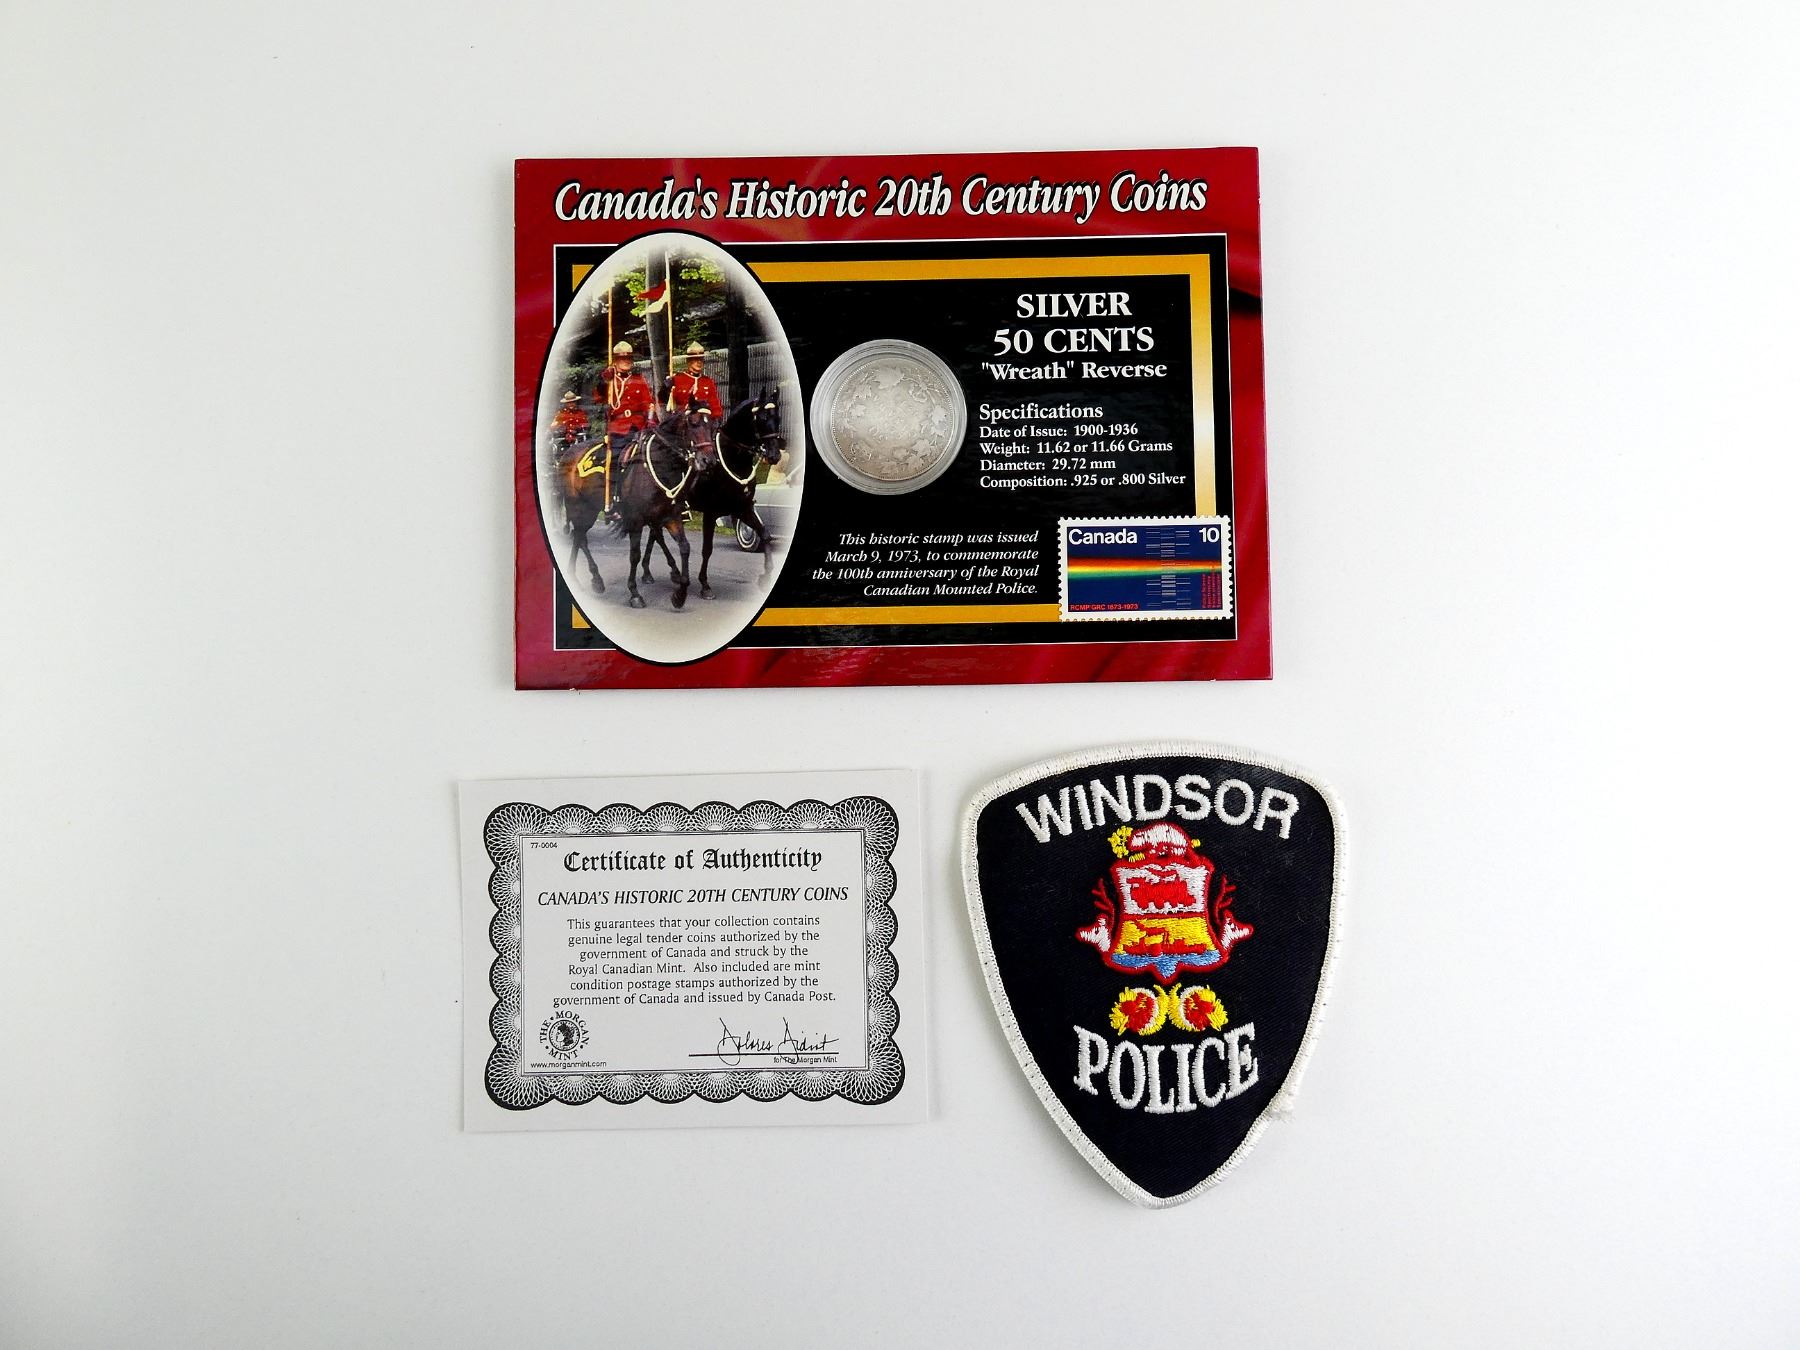 Canada's Historic 20th Century Coins
SILVER
50 CENTS
"Wreath" Reverse
Specifications
Date of Issue: 1900-1936
Weight: 11.62 or 11.66 Grams
Diameter: 29.72 mm
Composition: .925 or .800 Silver
This historic stamp was issued
March 9, 1973, to commemorate
the 100th anniversary of the Royal
Canadian Mounted Police.
Canada 10
RCMP GRC 1873-1973
77-0004
Certificate of Authenticity
CANADA'S HISTORIC 20TH CENTURY COINS
This guarantees that your collection contains
genuine legal tender coins authorized by the
government of Canada and struck by the
Royal Canadian Mint. Also included are mint
condition postage stamps authorized by the
government of Canada and issued by Canada Post.
THE MORGAN MINT
www.morganmint.com
for The Morgan Mint
WINDSOR
POLICE